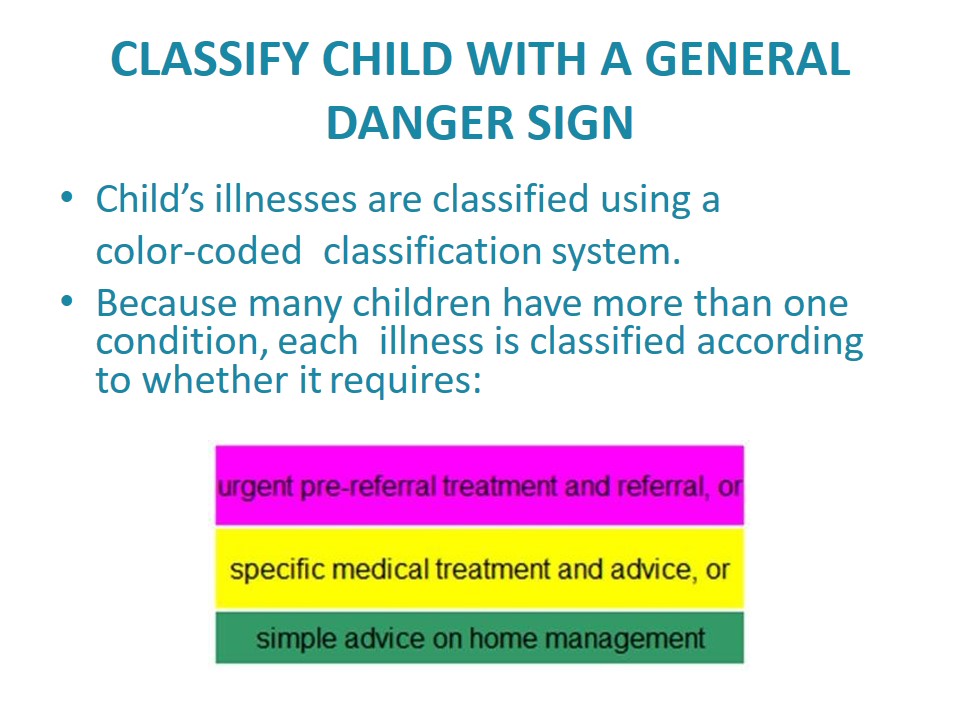 CLASSIFY CHILD WITH A GENERAL
DANGER SIGN
• Child’s illnesses are classified using a
color-coded classification system.
• Because many children have more than one
condition, each illness is classified according
to whether it requires:
urgent pre-referral treatment and referral, or
specific medical treatment and advice, or
simple advice on home management